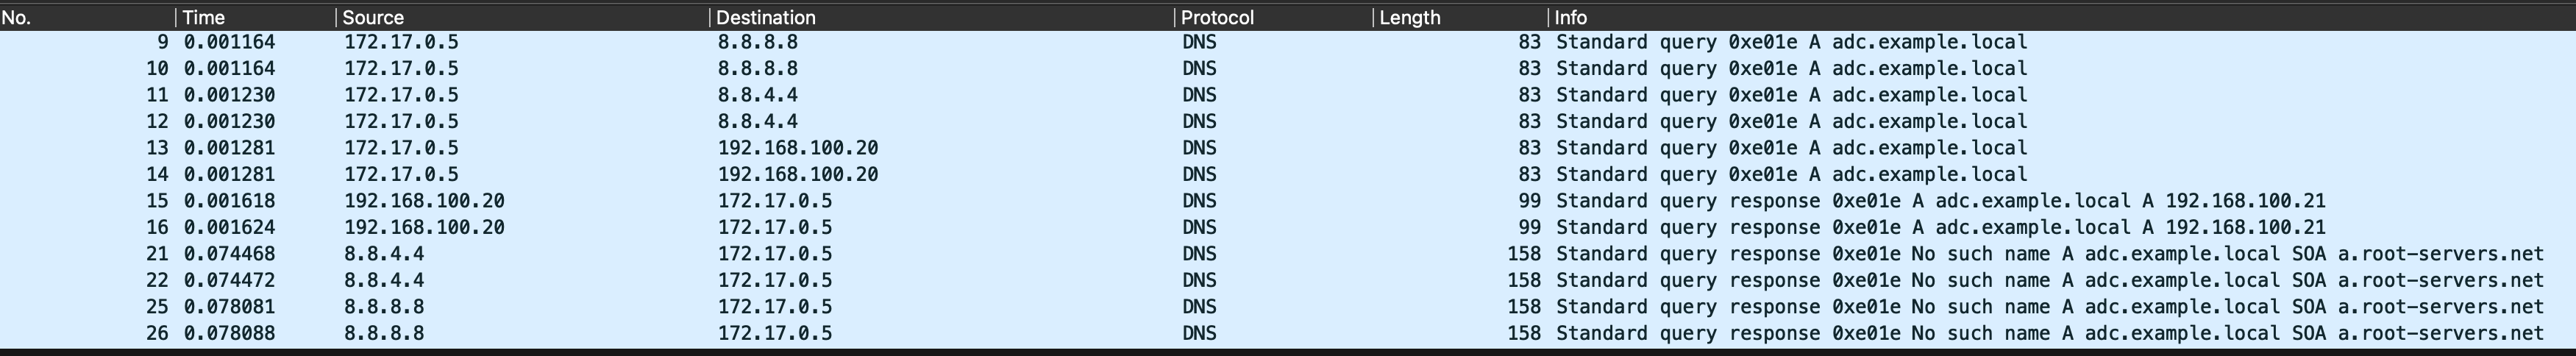 No. Time Source Destination Protocol Length Info
9 0.001164 172.17.0.5 8.8.8.8 DNS 83 Standard query 0xe01e A adc.example.local
10 0.001164 172.17.0.5 8.8.8.8 DNS 83 Standard query 0xe01e A adc.example.local
11 0.001230 172.17.0.5 8.8.4.4 DNS 83 Standard query 0xe01e A adc.example.local
12 0.001230 172.17.0.5 8.8.4.4 DNS 83 Standard query 0xe01e A adc.example.local
13 0.001281 172.17.0.5 192.168.100.20 DNS 83 Standard query 0xe01e A adc.example.local
14 0.001281 172.17.0.5 192.168.100.20 DNS 83 Standard query 0xe01e A adc.example.local
15 0.001618 192.168.100.20 172.17.0.5 DNS 99 Standard query response 0xe01e A adc.example.local A 192.168.100.21
16 0.001624 192.168.100.20 172.17.0.5 DNS 99 Standard query response 0xe01e A adc.example.local A 192.168.100.21
21 0.074468 8.8.4.4 172.17.0.5 DNS 158 Standard query response 0xe01e No such name A adc.example.local SOA a.root-servers.net
22 0.074472 8.8.4.4 172.17.0.5 DNS 158 Standard query response 0xe01e No such name A adc.example.local SOA a.root-servers.net
25 0.078081 8.8.8.8 172.17.0.5 DNS 158 Standard query response 0xe01e No such name A adc.example.local SOA a.root-servers.net
26 0.078088 8.8.8.8 172.17.0.5 DNS 158 Standard query response 0xe01e No such name A adc.example.local SOA a.root-servers.net